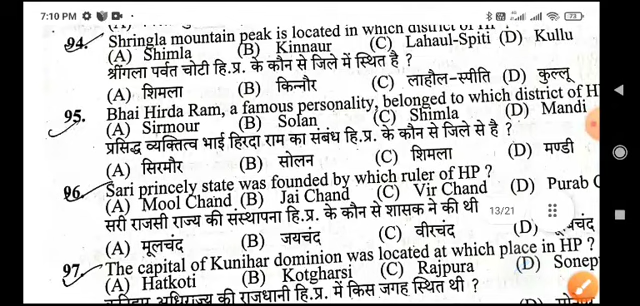 7:10 PM
73
94. Shringla mountain peak is located in which district of HP ?
(A) Shimla (B) Kinnaur (C) Lahaul-Spiti (D) Kullu
श्रींगला पर्वत चोटी हि.प्र. के कौन से जिले में स्थित है ?
(A) शिमला (B) किन्नौर (C) लाहौल-स्पीति (D) कुल्लू
95. Bhai Hirda Ram, a famous personality, belonged to which district of H
(A) Sirmour (B) Solan (C) Shimla (D) Mandi
प्रसिद्ध व्यक्तित्व भाई हिरदा राम का संबंध हि.प्र. के कौन से जिले से है ?
(A) सिरमौर (B) सोलन (C) शिमला (D) मण्डी
96. Sari princely state was founded by which ruler of HP ?
(A) Mool Chand (B) Jai Chand (C) Vir Chand (D) Purab C
सरी राजसी राज्य की संस्थापना हि.प्र. के कौन से शासक ने की थी
13/21
(A) मूलचंद (B) जयचंद (C) वीरचंद (D)
97. The capital of Kunihar dominion was located at which place in HP ?
(A) Hatkoti (B) Kotgharsi (C) Rajpura (D) Sonep
की राजधानी हि.प्र. में किस जगह स्थित थी ?